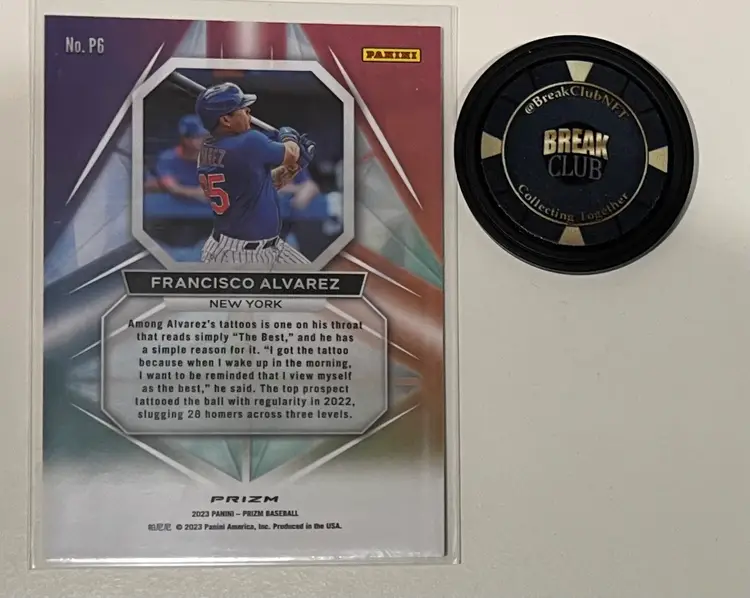 No. P6
PANINI
35
FRANCISCO ALVAREZ
NEW YORK
Among Alvarez's tattoos is one on his throat
that reads simply "The Best," and he has
a simple reason for it. "I got the tattoo
because when I wake up in the morning,
I want to be reminded that I view myself
as the best," he said. The top prospect
tattooed the ball with regularity in 2022,
slugging 28 homers across three levels.
PRIZM
2023 PANINI – PRIZM BASEBALL
帕尼尼 © 2023 Panini America, Inc. Produced in the USA.
@BreakClubNFT
BREAK
CLUB
Collecting Together